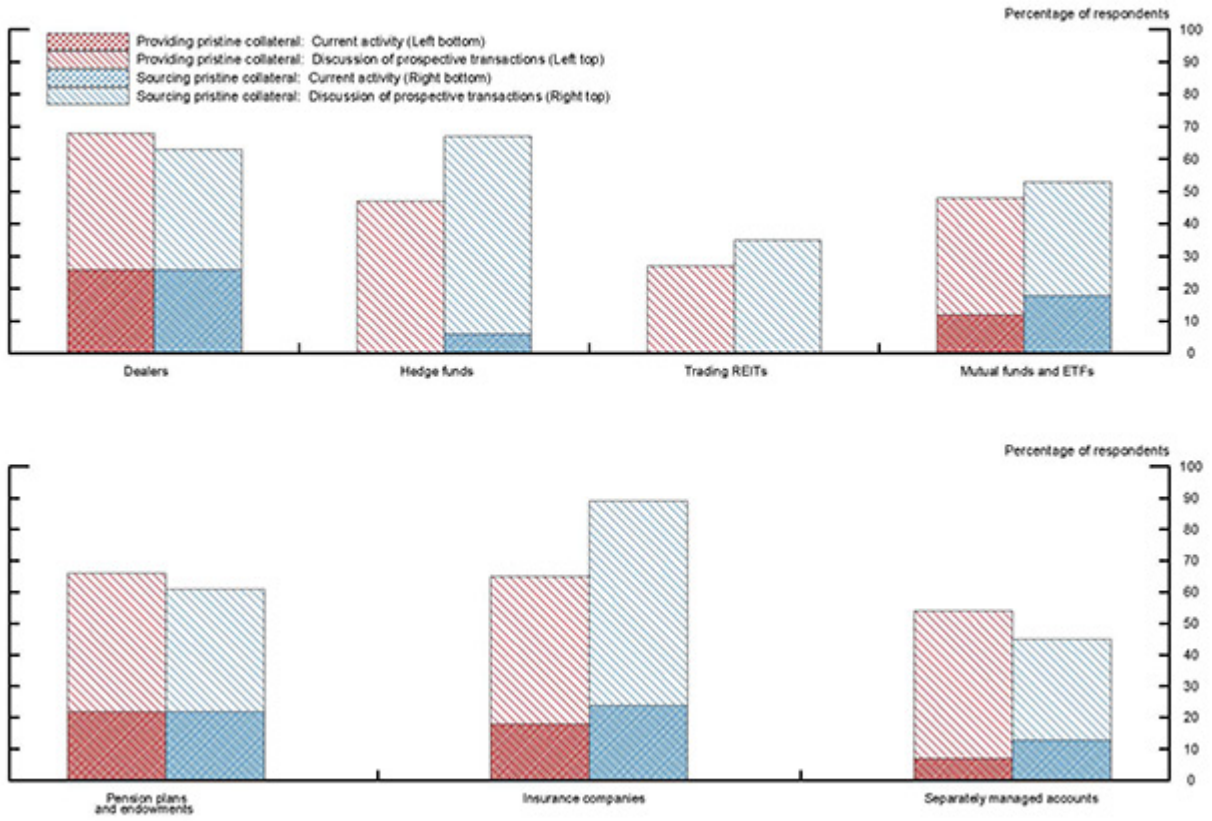 Percentage of respondents
Providing pristine collateral: Current activity (Left bottom)
Providing pristine collateral: Discussion of prospective transactions (Left top)
Sourcing pristine collateral: Current activity (Right bottom)
Sourcing pristine collateral: Discussion of prospective transactions (Right top)
100
90
80
70
60
50
40
30
20
10
0
Dealers
Hedge funds
Trading REITs
Mutual funds and ETFs
Percentage of respondents
100
90
80
70
60
50
40
30
20
10
0
Pension plans
and endowments
Insurance companies
Separately managed accounts